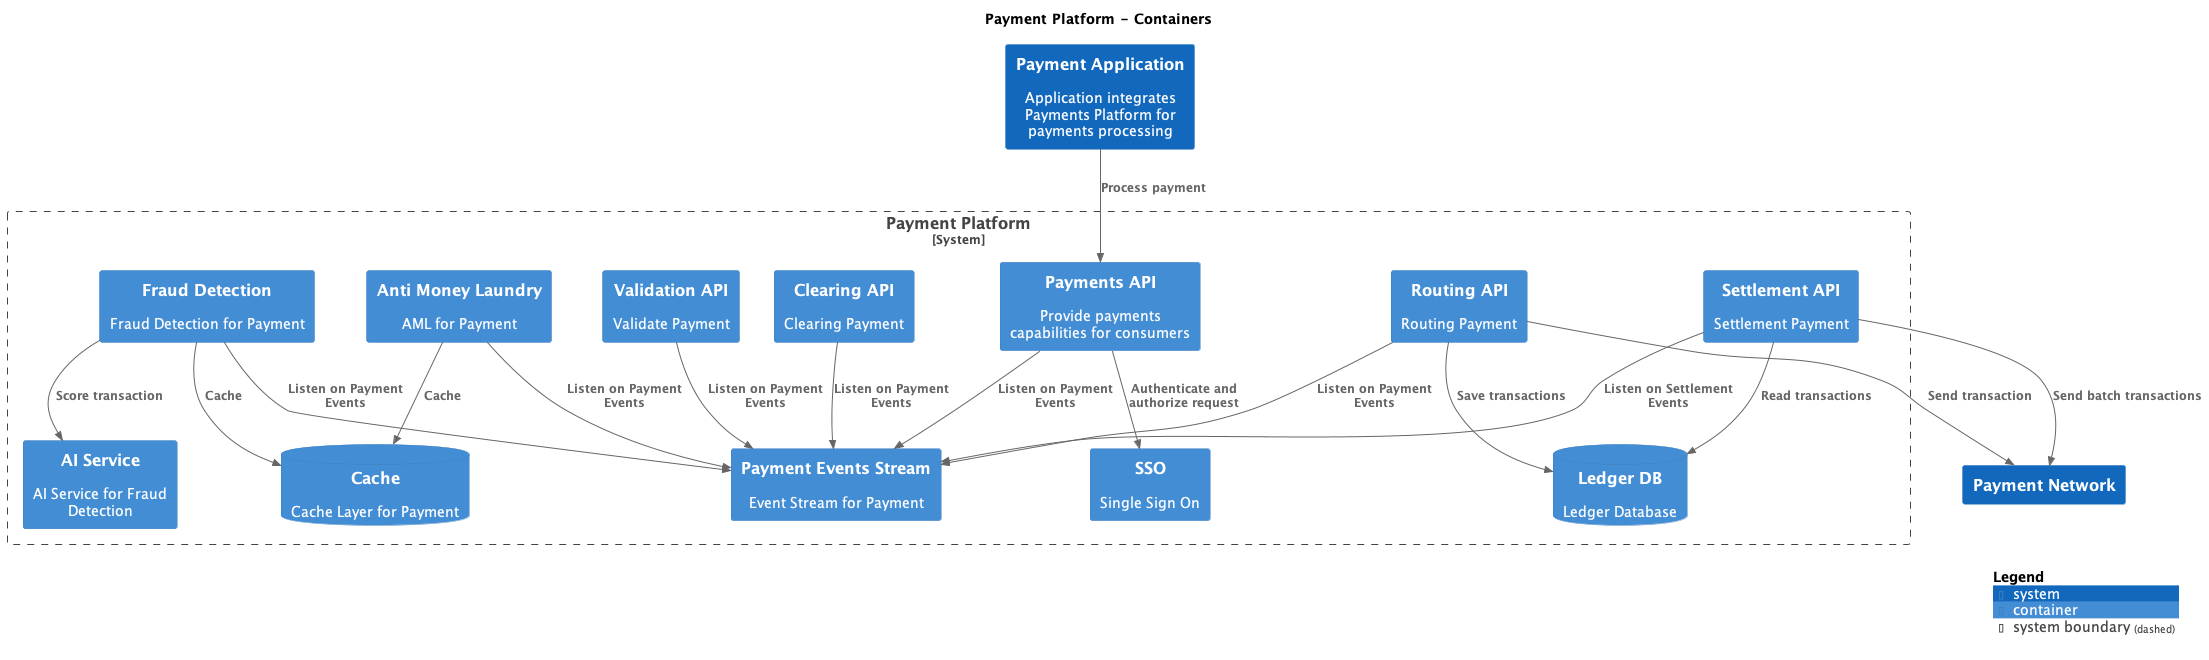 Payment Platform - Containers
Payment Application
Application integrates
Payments Platform for
payments processing
Process payment
Payment Platform
[System]
Fraud Detection
Fraud Detection for Payment
Anti Money Laundry
AML for Payment
Validation API
Validate Payment
Clearing API
Clearing Payment
Payments API
Provide payments
capabilities for consumers
Routing API
Routing Payment
Settlement API
Settlement Payment
Score transaction
Cache
Listen on Payment
Events
Cache
Listen on Payment
Events
Listen on Payment
Events
Listen on Payment
Events
Listen on Payment
Events
Authenticate and
authorize request
Listen on Payment
Events
Save transactions
Listen on Settlement
Events
Read transactions
Send transaction
Send batch transactions
AI Service
AI Service for Fraud
Detection
Cache
Cache Layer for Payment
Payment Events Stream
Event Stream for Payment
SSO
Single Sign On
Ledger DB
Ledger Database
Payment Network
Legend
system
container
system boundary (dashed)